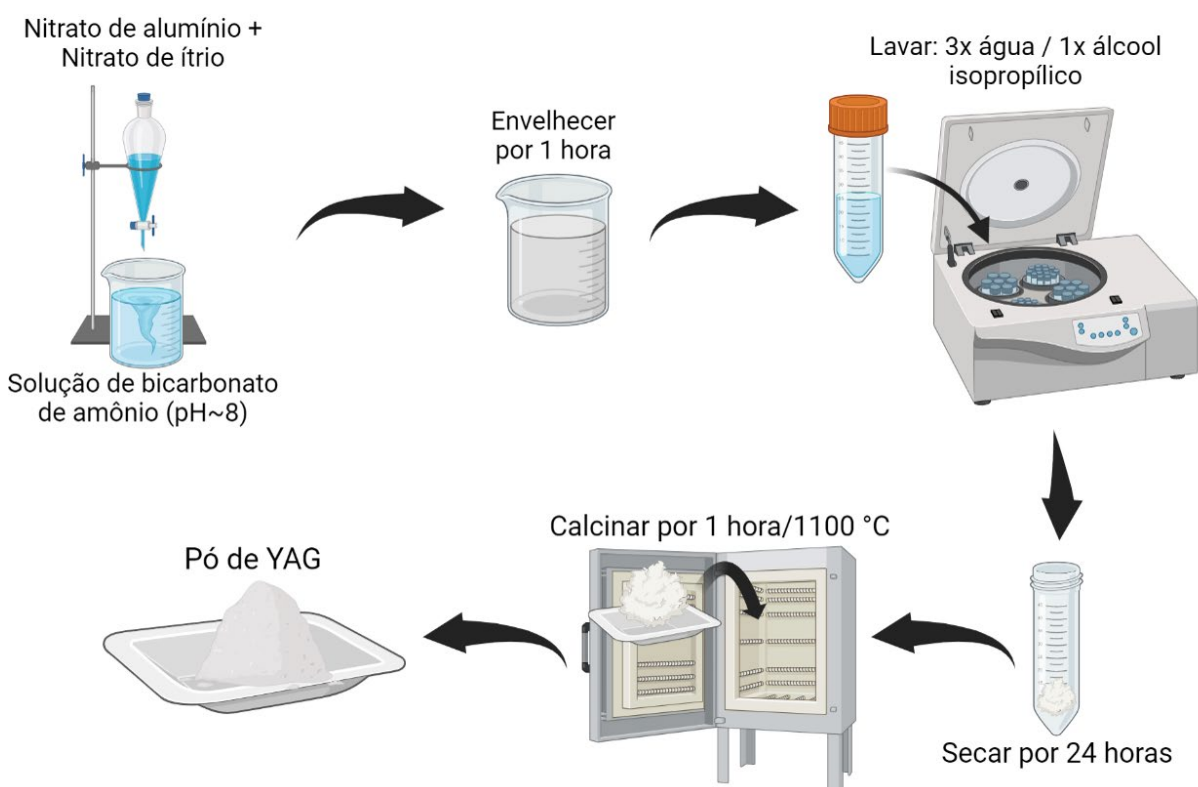 Nitrato de alumínio +
Nitrato de ítrio
Solução de bicarbonato
de amônio (pH~8)
Envelhecer
por 1 hora
Lavar: 3x água / 1x álcool
isopropílico
Secar por 24 horas
Calcinar por 1 hora/1100 °C
Pó de YAG